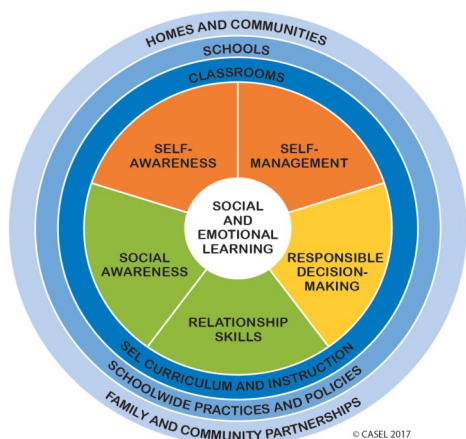 HOMES AND COMMUNITIES
SCHOOLS
CLASSROOMS
SELF-
AWARENESS
SELF-
MANAGEMENT
SOCIAL
AND
EMOTIONAL
LEARNING
SOCIAL
AWARENESS
RESPONSIBLE
DECISION-
MAKING
RELATIONSHIP
SKILLS
SEL CURRICULUM AND INSTRUCTION
SCHOOLWIDE PRACTICES AND POLICIES
FAMILY AND COMMUNITY PARTNERSHIPS
© CASEL 2017